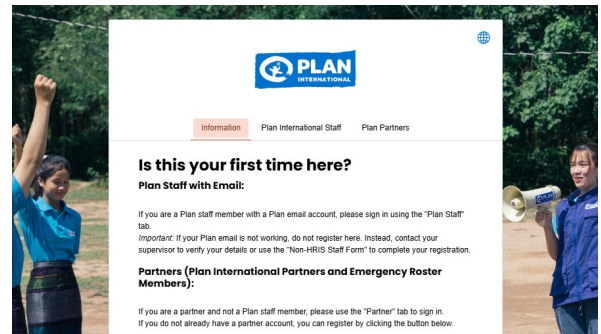 PLAN
INTERNATIONAL
Information Plan International Staff Plan Partners
Is this your first time here?
Plan Staff with Email:
If you are a Plan staff member with a Plan email account, please sign in using the "Plan Staff"
tab.
Important: If your Plan email is not working, do not register here. Instead, contact your
supervisor to verify your details or use the "Non-HRIS Staff Form" to complete your registration.
Partners (Plan International Partners and Emergency Roster
Members):
If you are a partner and not a Plan staff member, please use the "Partner" tab to sign in.
If you do not already have a partner account, you can register by clicking the button below.
PLAN